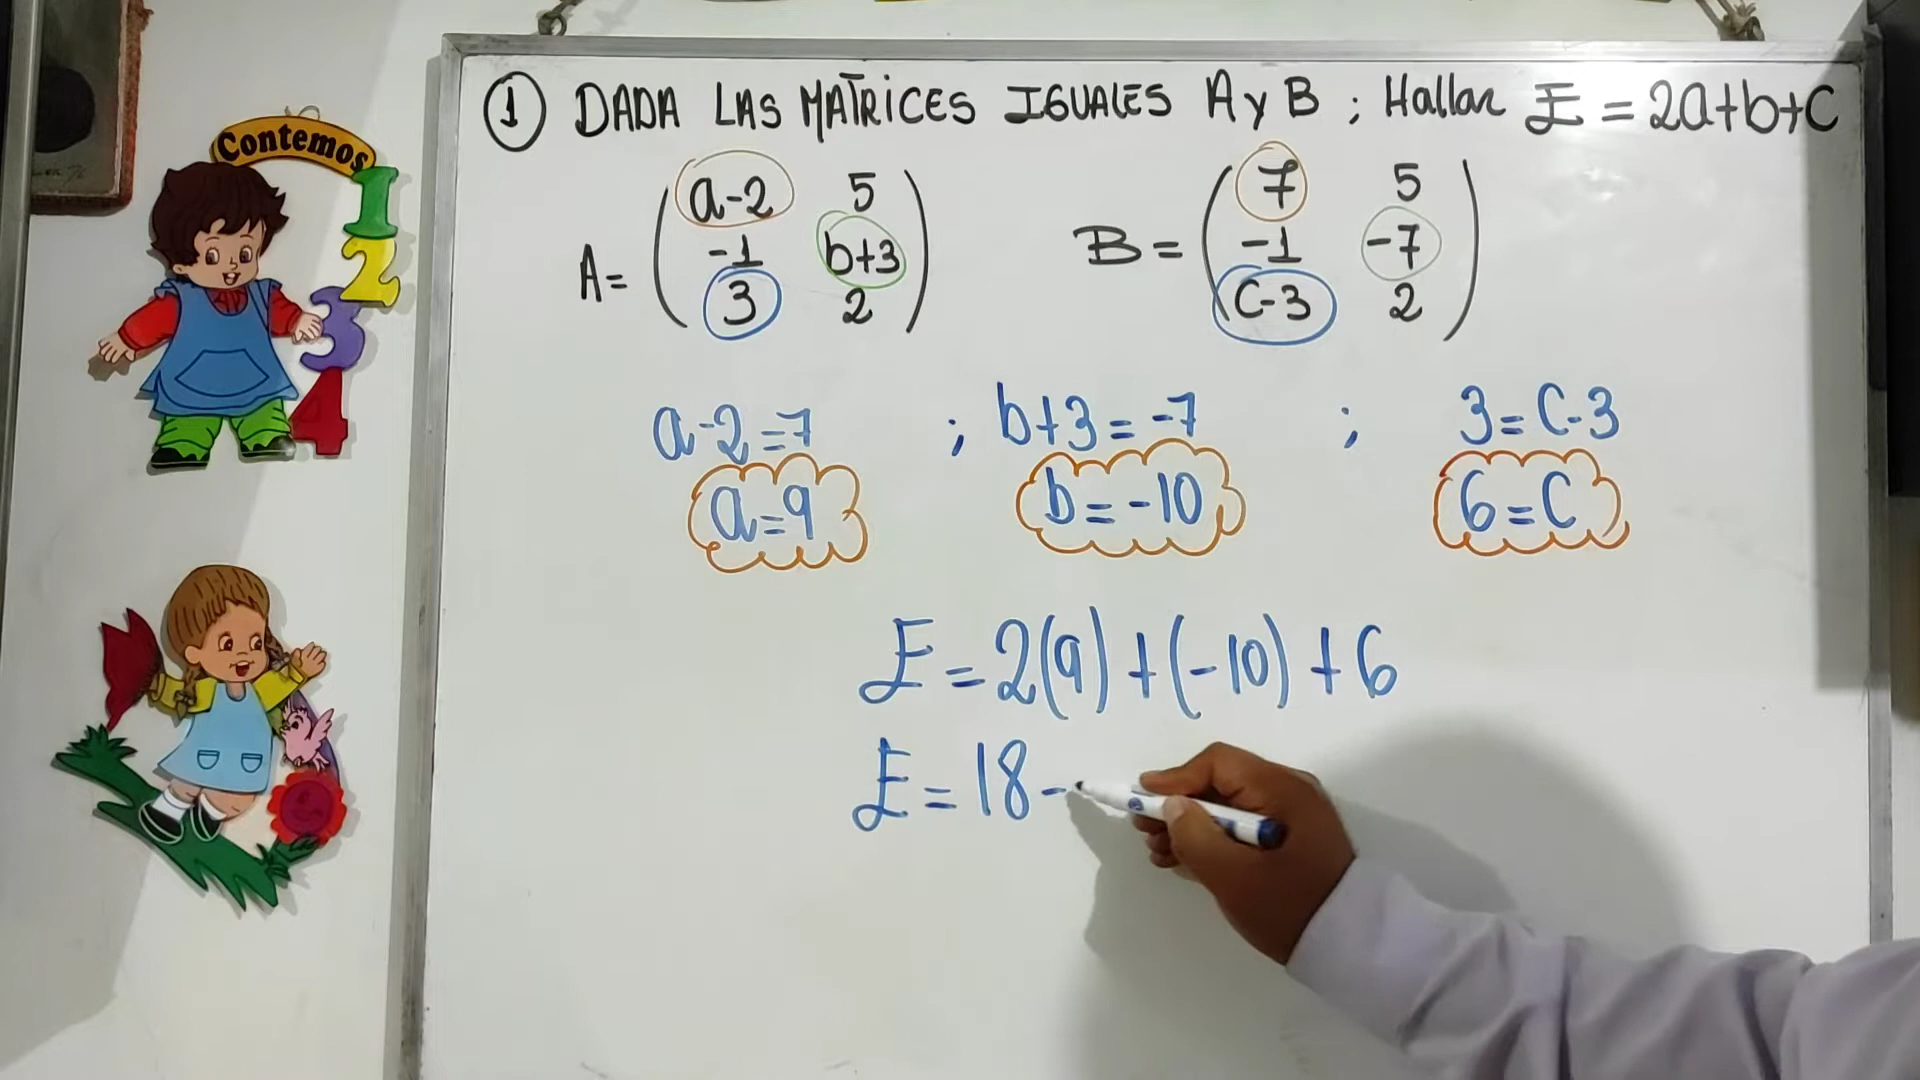 Contemos
1
2
3
4
① DADA LAS MATRICES IGUALES A y B ; Hallar E = 2a+b+c
A = ( a-2 5
-1 b+3
3 2 )
B = ( 7 5
-1 -7
c-3 2 )
a-2=7 ; b+3=-7 ; 3=c-3
a=9 b=-10 6=c
E = 2(9) + (-10) + 6
E = 18 -